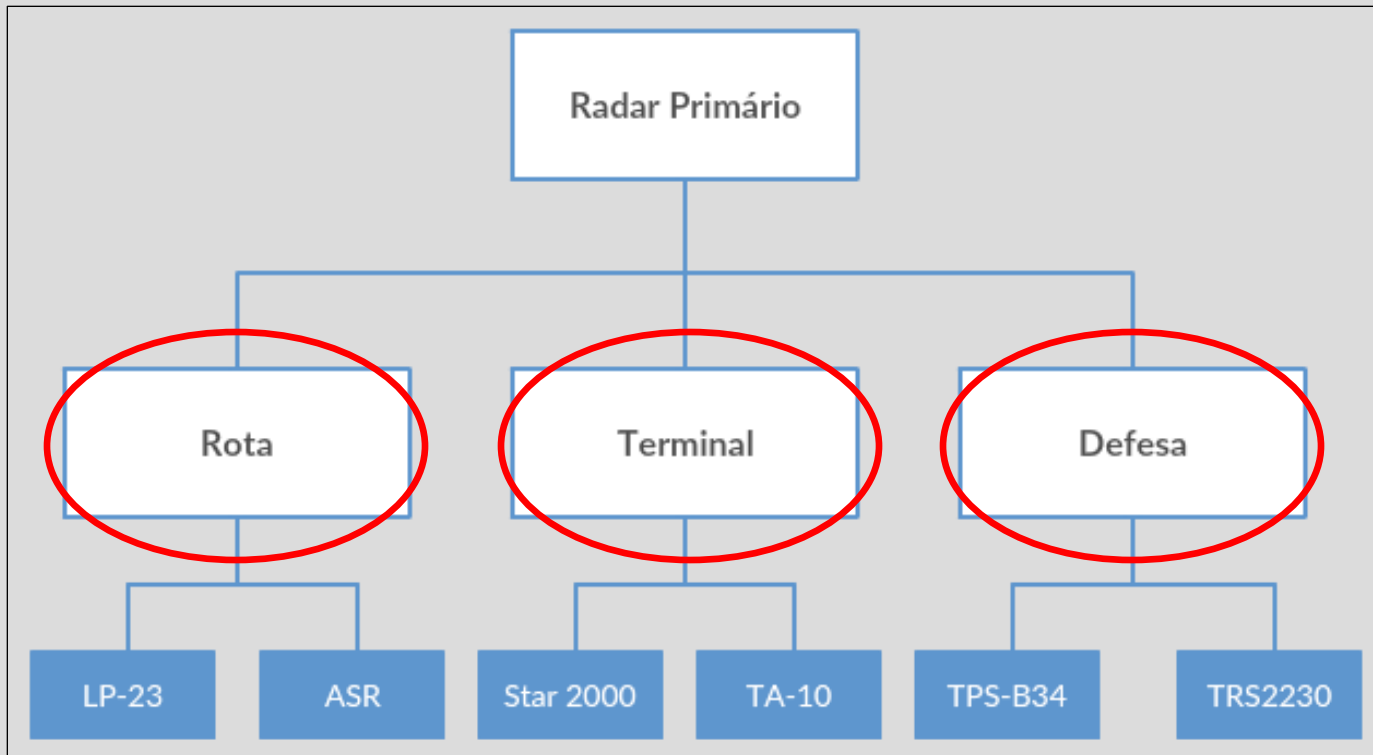 Radar Primário
Rota
Terminal
Defesa
LP-23
ASR
Star 2000
TA-10
TPS-B34
TRS2230